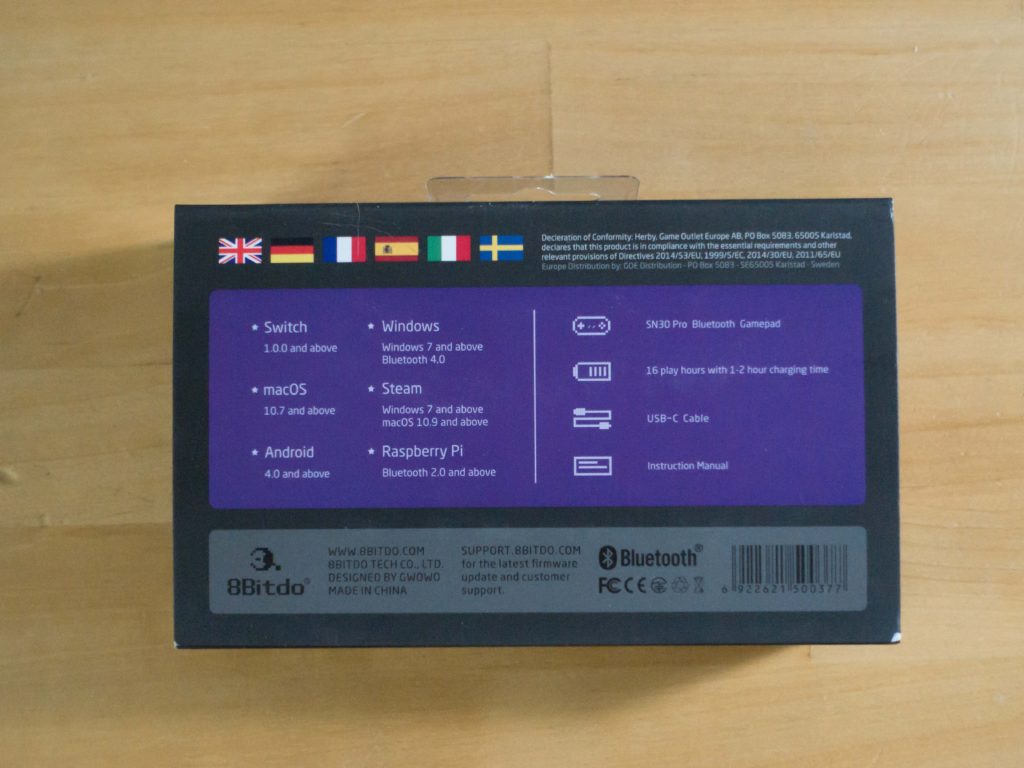 Decleration of Conformity: Herby, Game Outlet Europe AB, PO Box 5083, 65005 Karlstad,
declares that this product is in compliance with the essential requirements and other
relevant provisions of Directives 2014/53/EU, 1999/5/EC, 2014/30/EU, 2011/65/EU
Europe Distribution by: GOE Distribution - PO Box 5083 - SE65005 Karlstad - Sweden
★ Switch
1.0.0 and above
★ macOS
10.7 and above
★ Android
4.0 and above
★ Windows
Windows 7 and above
Bluetooth 4.0
★ Steam
Windows 7 and above
macOS 10.9 and above
★ Raspberry Pi
Bluetooth 2.0 and above
SN30 Pro Bluetooth Gamepad
16 play hours with 1-2 hour charging time
USB-C Cable
Instruction Manual
8Bitdo®
WWW.8BITDO.COM
8BITDO TECH CO., LTD.
DESIGNED BY GWOWO
MADE IN CHINA
SUPPORT.8BITDO.COM
for the latest firmware
update and customer
support.
Bluetooth®
FC CE
6 922621 500377